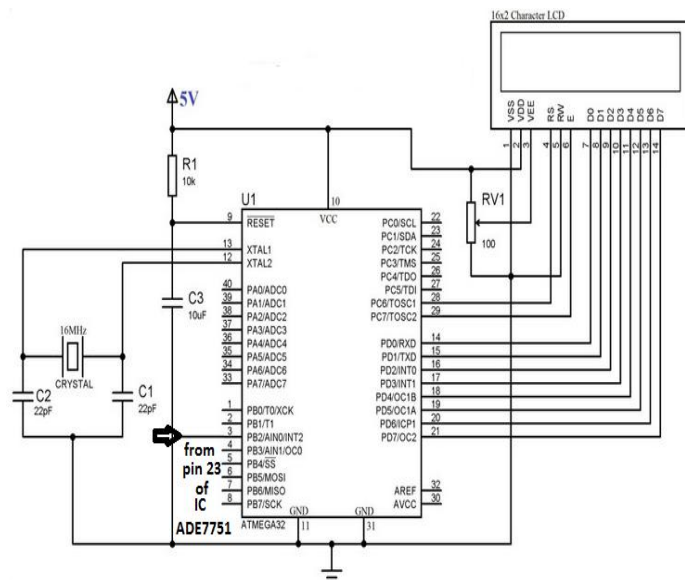 16x2 Character LCD
VSS VDD VEE RS RW E D0 D1 D2 D3 D4 D5 D6 D7
1 2 3 4 5 6 7 8 9 10 11 12 13 14
5V
R1
10k
U1
10
VCC
RV1
100
9 RESET
13 XTAL1
12 XTAL2
40 PA0/ADC0
39 PA1/ADC1
38 PA2/ADC2
37 PA3/ADC3
36 PA4/ADC4
35 PA5/ADC5
34 PA6/ADC6
33 PA7/ADC7
1 PB0/T0/XCK
2 PB1/T1
3 PB2/AIN0/INT2
4 PB3/AIN1/OC0
5 PB4/SS
6 PB5/MOSI
7 PB6/MISO
8 PB7/SCK
PC0/SCL 22
PC1/SDA 23
PC2/TCK 24
PC3/TMS 25
PC4/TDO 26
PC5/TDI 27
PC6/TOSC1 28
PC7/TOSC2 29
PD0/RXD 14
PD1/TXD 15
PD2/INT0 16
PD3/INT1 17
PD4/OC1B 18
PD5/OC1A 19
PD6/ICP1 20
PD7/OC2 21
AREF 32
AVCC 30
GND GND
11 31
ATMEGA32
C3
10uF
16MHz
CRYSTAL
C2
22pF
C1
22pF
from
pin 23
of
IC
ADE7751